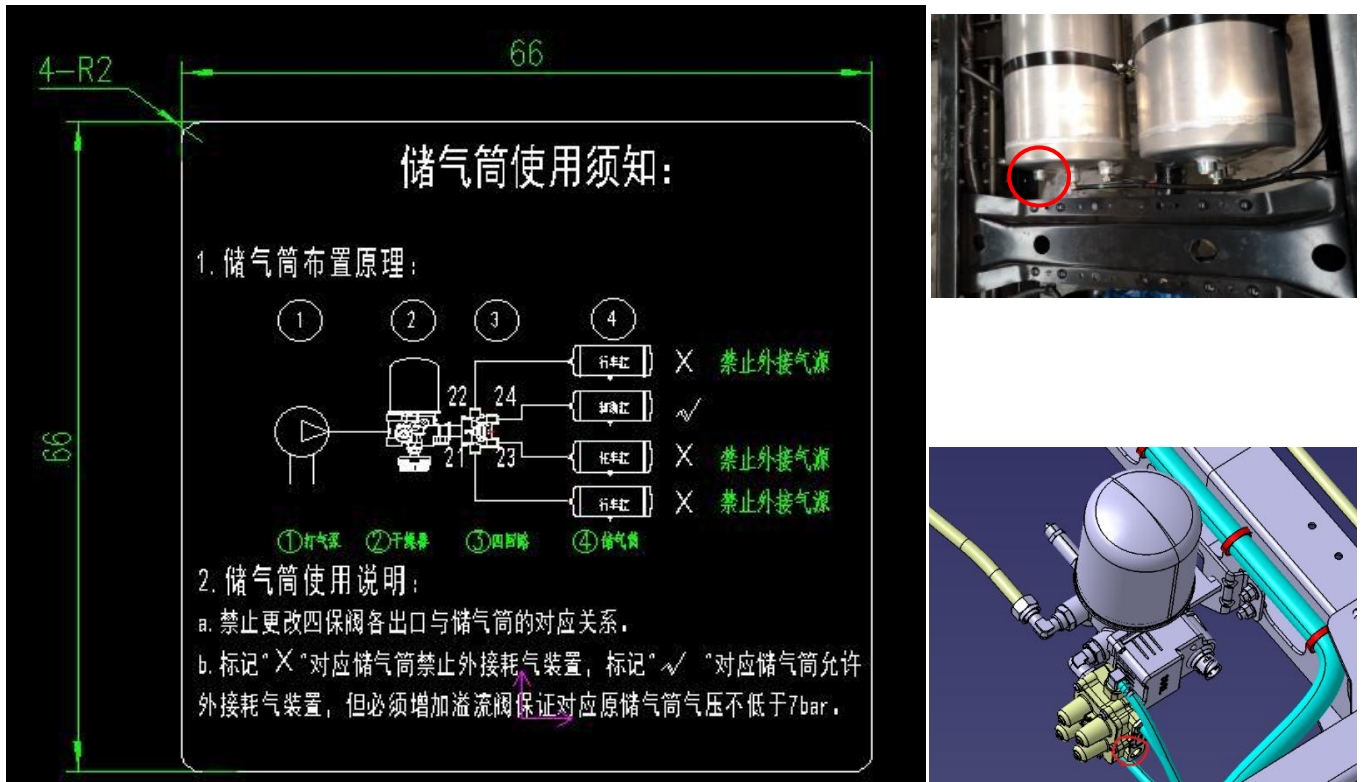 66
4-R2
66
储气筒使用须知：
1. 储气筒布置原理：
① ② ③ ④
行车缸 X 禁止外接气源
22 24
辅助缸 √
21 23
挂车缸 X 禁止外接气源
行车缸 X 禁止外接气源
①打气泵 ②干燥器 ③四回路 ④储气筒
2. 储气筒使用说明：
a. 禁止更改四保阀各出口与储气筒的对应关系。
b. 标记“X”对应储气筒禁止外接耗气装置，标记“√”对应储气筒允许
外接耗气装置，但必须增加溢流阀保证对应原储气筒气压不低于7bar。